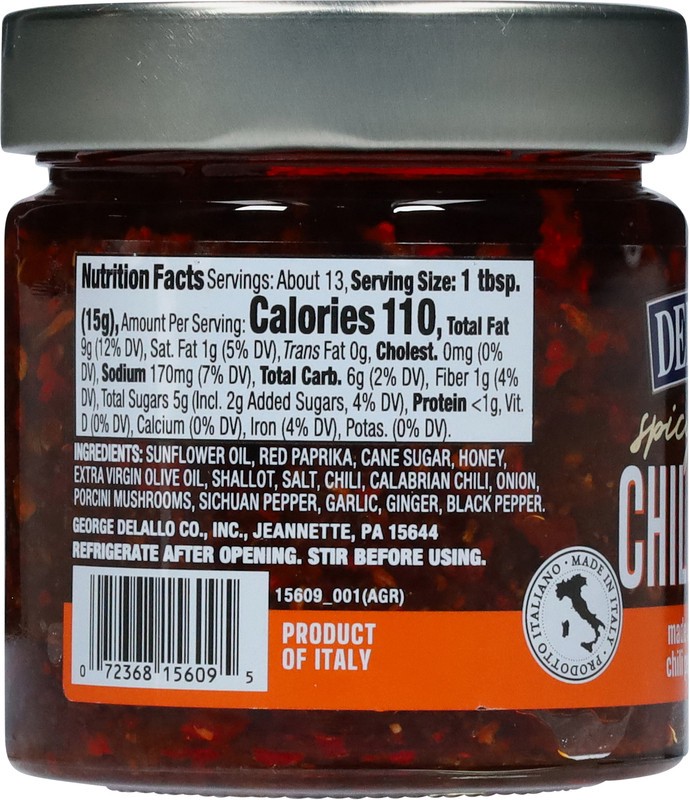 Nutrition Facts Servings: About 13, Serving Size: 1 tbsp.
(15g), Amount Per Serving: Calories 110, Total Fat
9g (12% DV), Sat. Fat 1g (5% DV), Trans Fat 0g, Cholest. 0mg (0%
DV), Sodium 170mg (7% DV), Total Carb. 6g (2% DV), Fiber 1g (4%
DV), Total Sugars 5g (Incl. 2g Added Sugars, 4% DV), Protein <1g, Vit.
D (0% DV), Calcium (0% DV), Iron (4% DV), Potas. (0% DV).
INGREDIENTS: SUNFLOWER OIL, RED PAPRIKA, CANE SUGAR, HONEY,
EXTRA VIRGIN OLIVE OIL, SHALLOT, SALT, CHILI, CALABRIAN CHILI, ONION,
PORCINI MUSHROOMS, SICHUAN PEPPER, GARLIC, GINGER, BLACK PEPPER.
GEORGE DELALLO CO., INC., JEANNETTE, PA 15644
REFRIGERATE AFTER OPENING. STIR BEFORE USING.
15609_001(AGR)
PRODUCT
OF ITALY
0 72368 15609 5
• MADE IN ITALY • PRODOTTO ITALIANO
DE
spic
CHIL
mad
chili